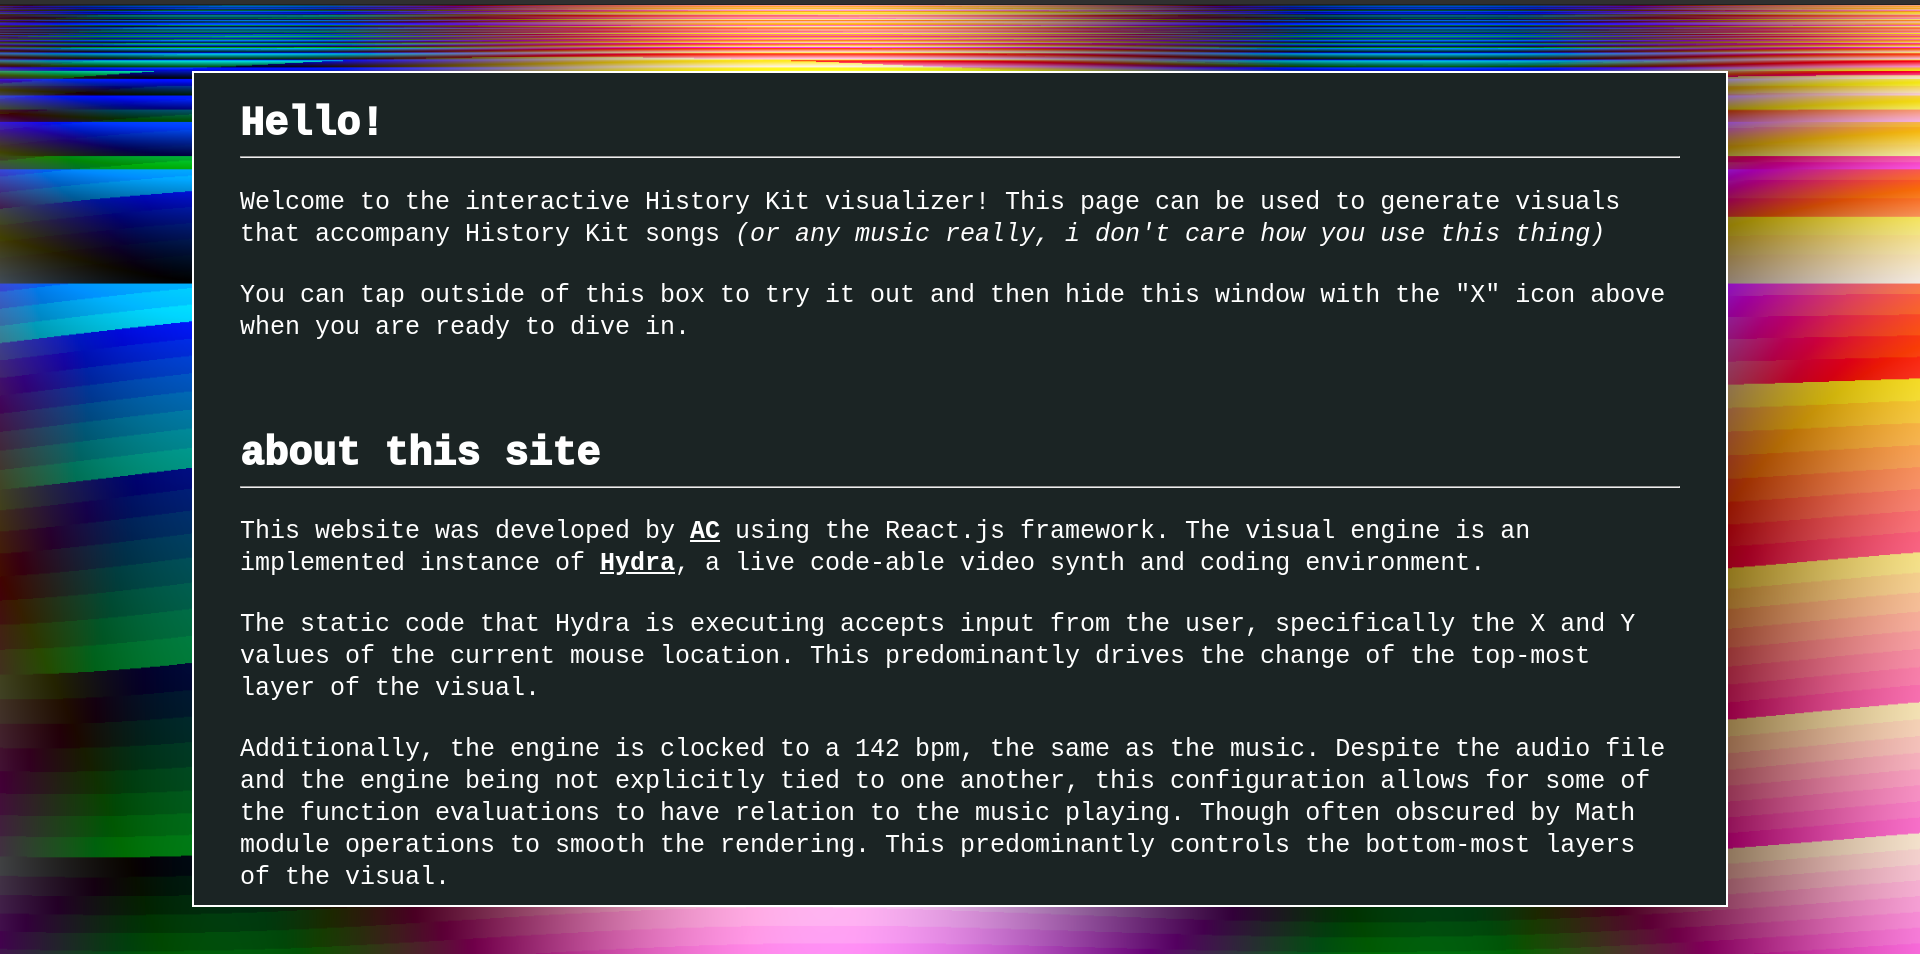 Hello!
Welcome to the interactive History Kit visualizer! This page can be used to generate visuals
that accompany History Kit songs (or any music really, i don't care how you use this thing)
You can tap outside of this box to try it out and then hide this window with the "X" icon above
when you are ready to dive in.
about this site
This website was developed by AC using the React.js framework. The visual engine is an
implemented instance of Hydra, a live code-able video synth and coding environment.
The static code that Hydra is executing accepts input from the user, specifically the X and Y
values of the current mouse location. This predominantly drives the change of the top-most
layer of the visual.
Additionally, the engine is clocked to a 142 bpm, the same as the music. Despite the audio file
and the engine being not explicitly tied to one another, this configuration allows for some of
the function evaluations to have relation to the music playing. Though often obscured by Math
module operations to smooth the rendering. This predominantly controls the bottom-most layers
of the visual.